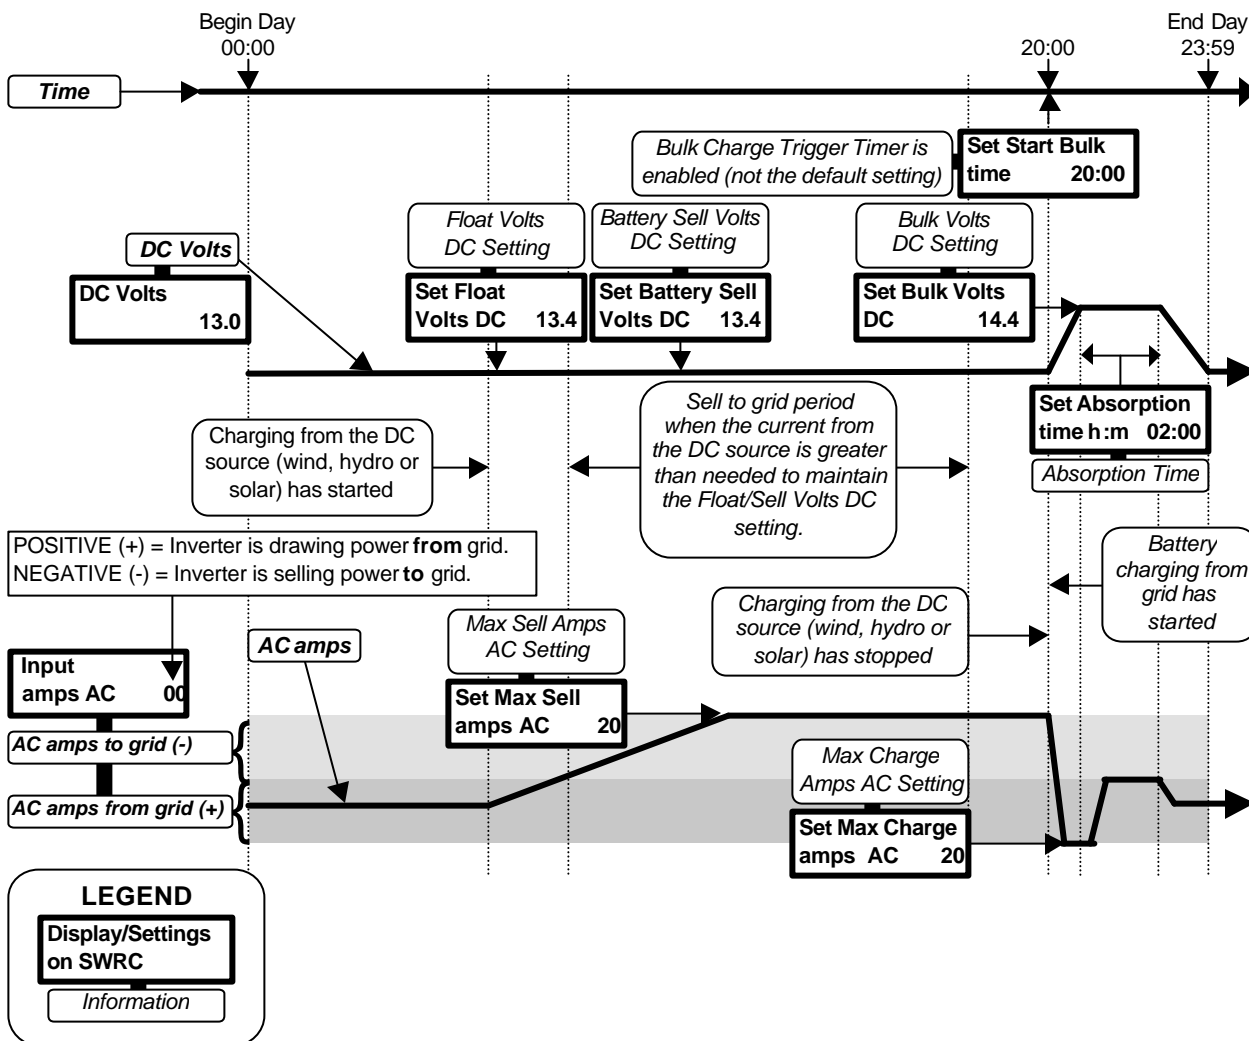 Begin Day
00:00
20:00
End Day
23:59
Time
Bulk Charge Trigger Timer is
enabled (not the default setting)
Set Start Bulk
time 20:00
DC Volts
DC Volts
13.0
Float Volts
DC Setting
Set Float
Volts DC 13.4
Battery Sell Volts
DC Setting
Set Battery Sell
Volts DC 13.4
Bulk Volts
DC Setting
Set Bulk Volts
DC 14.4
Set Absorption
time h:m 02:00
Absorption Time
Charging from the DC
source (wind, hydro or
solar) has started
Sell to grid period
when the current from
the DC source is greater
than needed to maintain
the Float/Sell Volts DC
setting.
POSITIVE (+) = Inverter is drawing power from grid.
NEGATIVE (-) = Inverter is selling power to grid.
Battery
charging from
grid has
started
Charging from the DC
source (wind, hydro or
solar) has stopped
Max Sell Amps
AC Setting
Set Max Sell
amps AC 20
AC amps
Input
amps AC 00
AC amps to grid (-)
AC amps from grid (+)
Max Charge
Amps AC Setting
Set Max Charge
amps AC 20
LEGEND
Display/Settings
on SWRC
Information